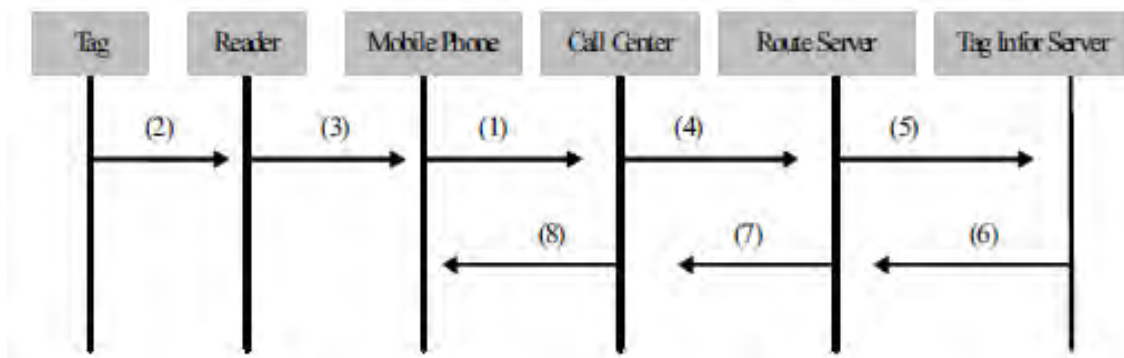 Tag Reader Mobile Phone Call Center Route Server Tag Infor Server
(2) (3) (1) (4) (5)
(8) (7) (6)